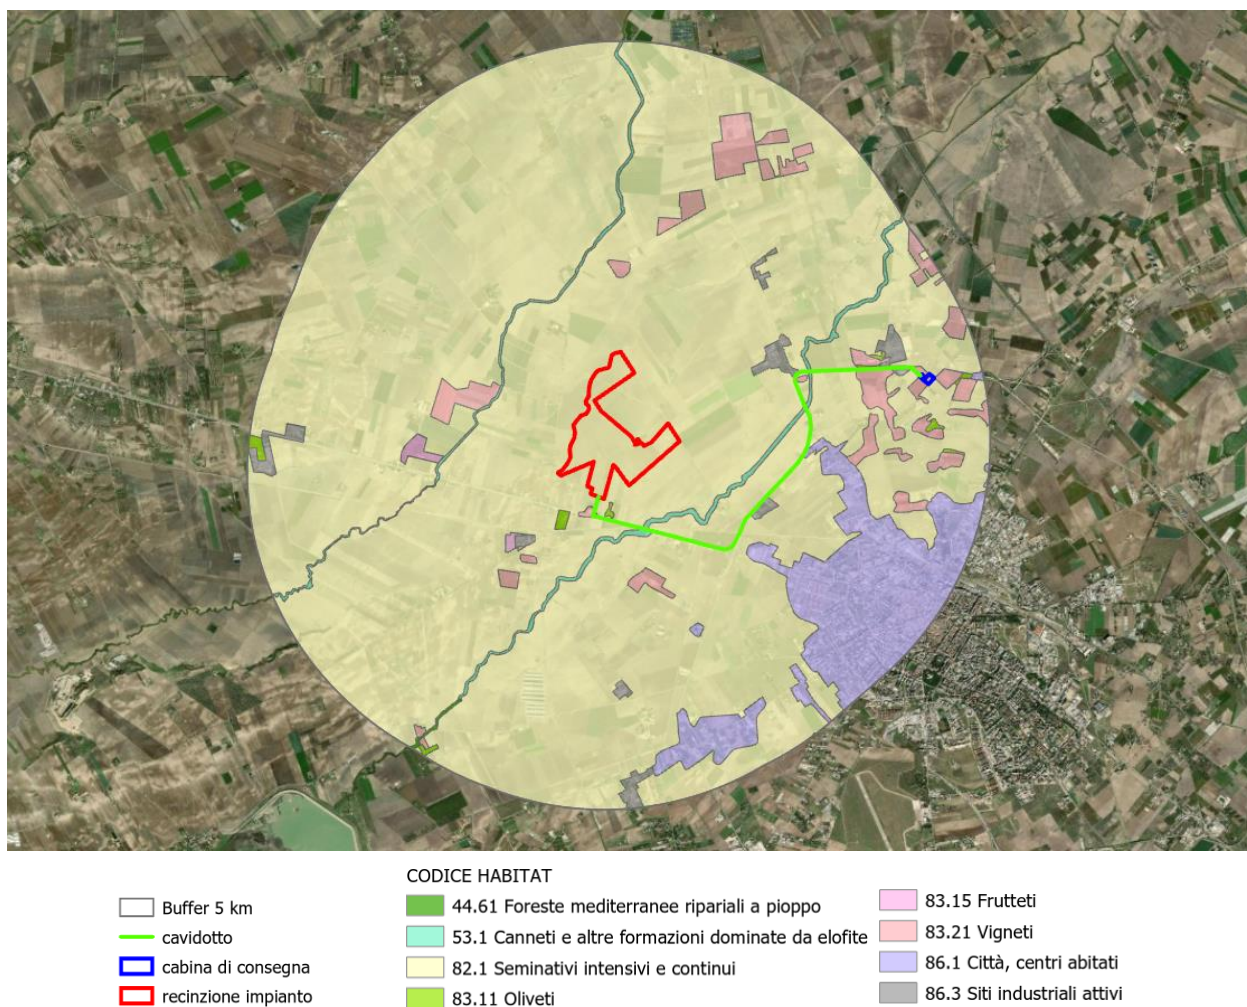 CODICE HABITAT
Buffer 5 km
cavidotto
cabina di consegna
recinzione impianto
44.61 Foreste mediterranee ripariali a pioppo
53.1 Canneti e altre formazioni dominate da elofite
82.1 Seminativi intensivi e continui
83.11 Oliveti
83.15 Frutteti
83.21 Vigneti
86.1 Città, centri abitati
86.3 Siti industriali attivi